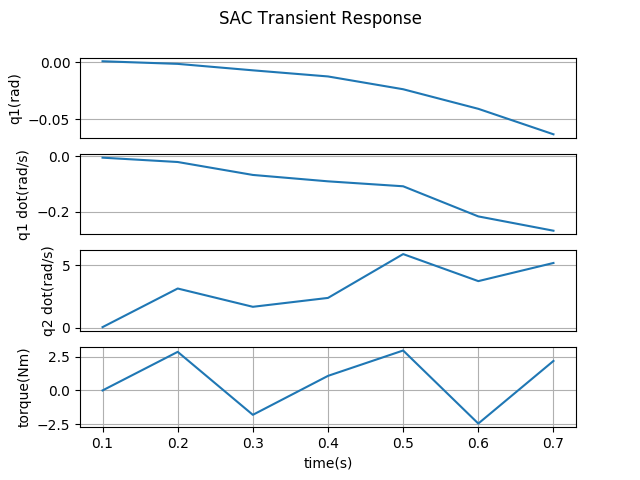 SAC Transient Response
0.00
−0.05
q1(rad)
0.0
−0.2
q1 dot(rad/s)
5
0
q2 dot(rad/s)
2.5
0.0
−2.5
torque(Nm)
0.1 0.2 0.3 0.4 0.5 0.6 0.7
time(s)